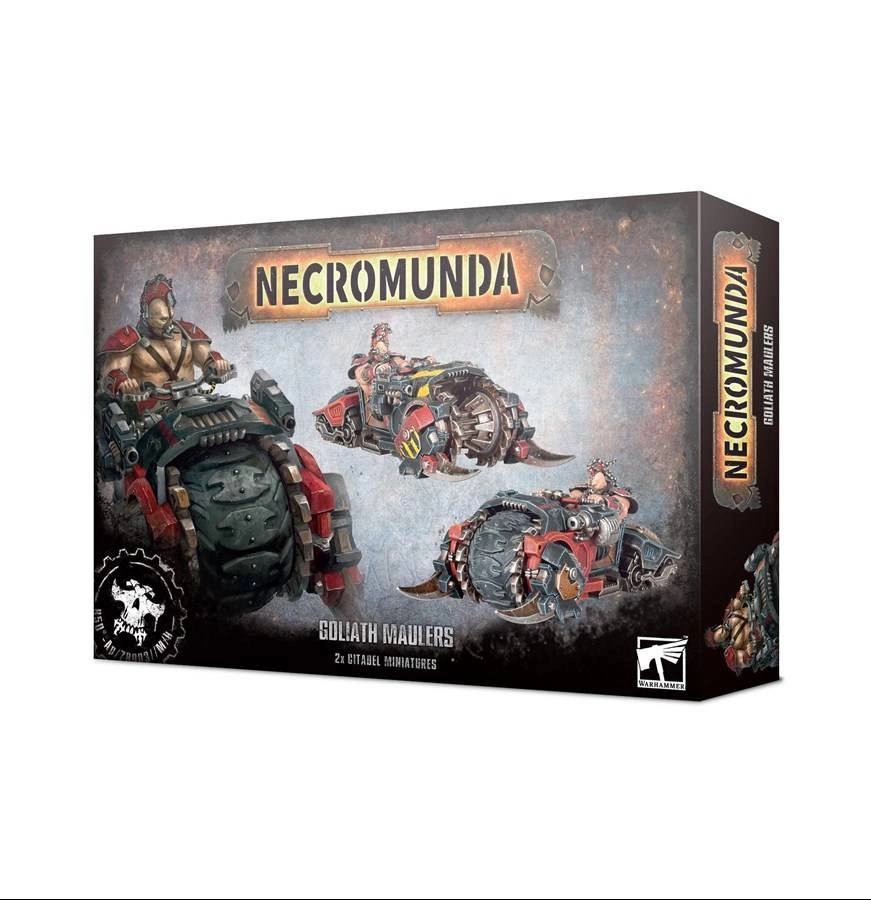 NECROMUNDA
GOLIATH MAULERS
2x CITADEL MINIATURES
WARHAMMER
NECROMUNDA
GOLIATH MAULERS